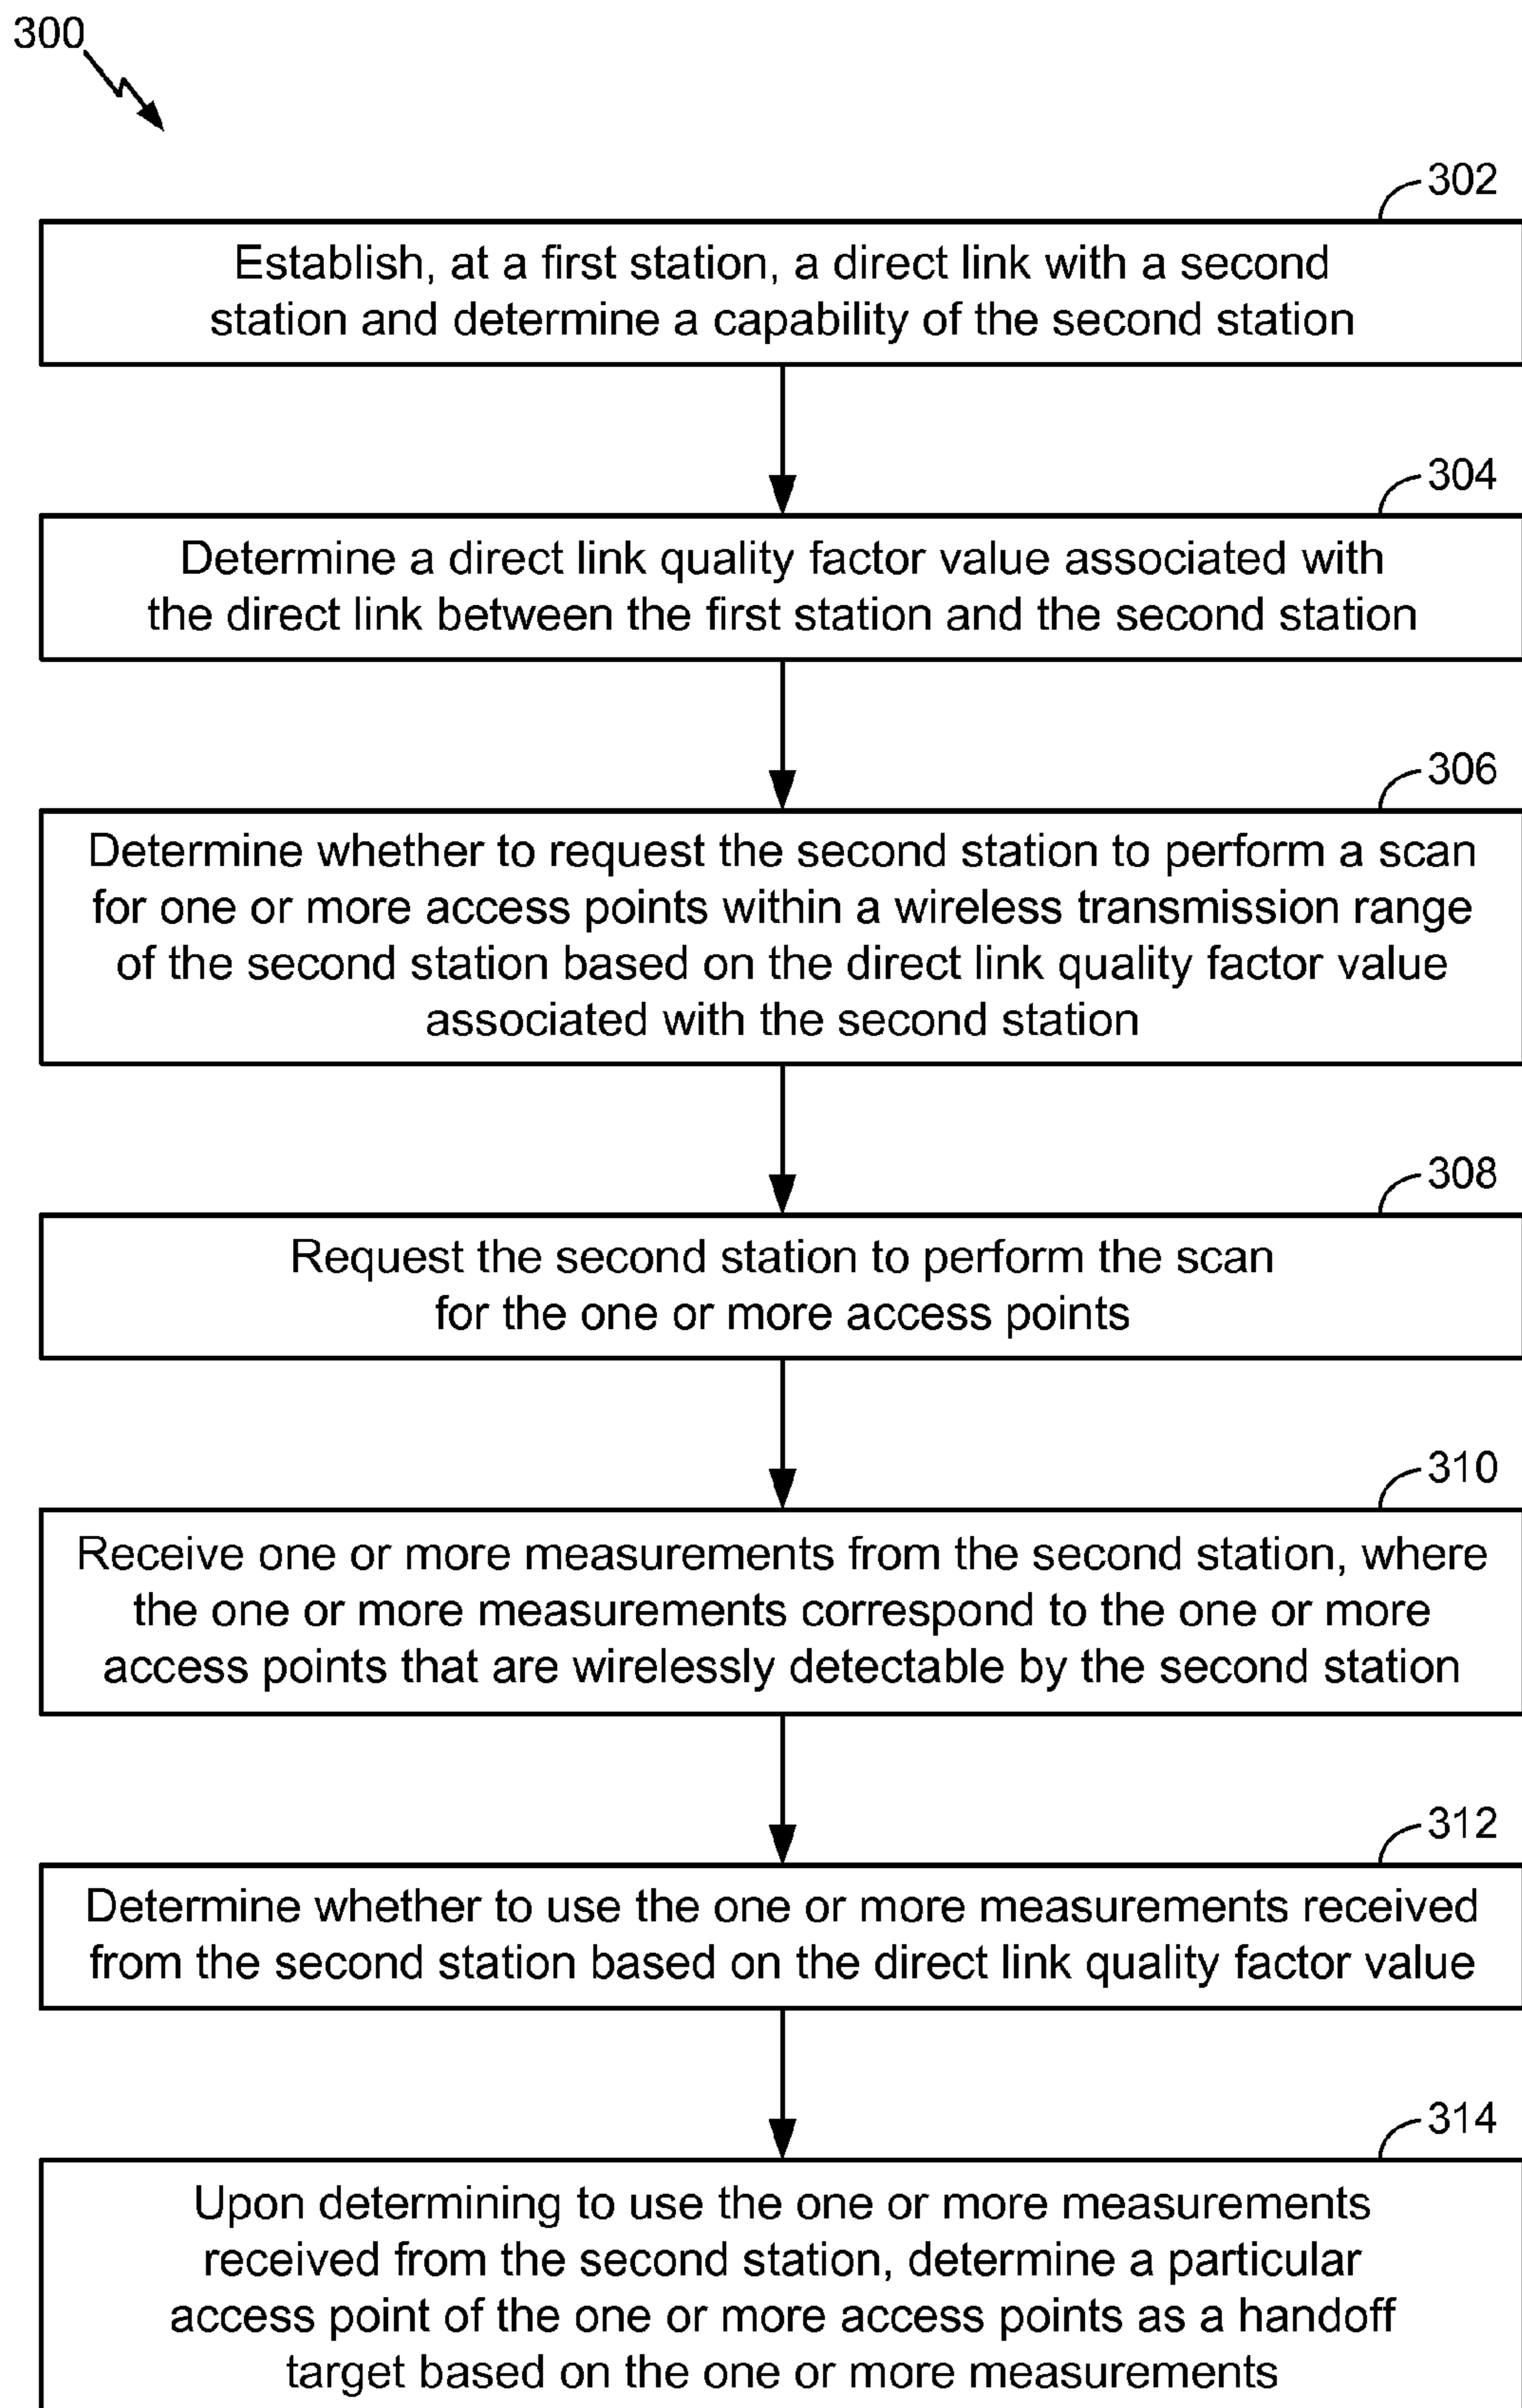 300
302
Establish, at a first station, a direct link with a second
station and determine a capability of the second station
304
Determine a direct link quality factor value associated with
the direct link between the first station and the second station
306
Determine whether to request the second station to perform a scan
for one or more access points within a wireless transmission range
of the second station based on the direct link quality factor value
associated with the second station
308
Request the second station to perform the scan
for the one or more access points
310
Receive one or more measurements from the second station, where
the one or more measurements correspond to the one or more
access points that are wirelessly detectable by the second station
312
Determine whether to use the one or more measurements received
from the second station based on the direct link quality factor value
314
Upon determining to use the one or more measurements
received from the second station, determine a particular
access point of the one or more access points as a handoff
target based on the one or more measurements